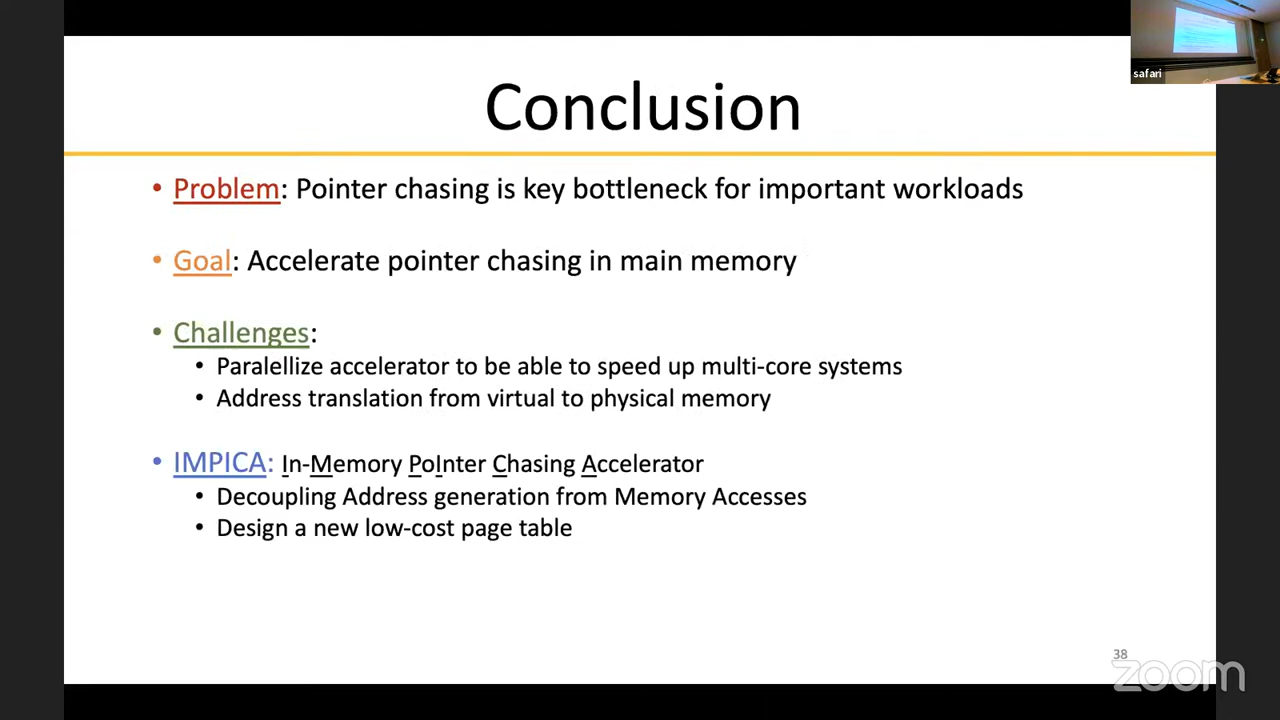 safari
Conclusion
• Problem: Pointer chasing is key bottleneck for important workloads
• Goal: Accelerate pointer chasing in main memory
• Challenges:
• Paralellize accelerator to be able to speed up multi-core systems
• Address translation from virtual to physical memory
• IMPICA: In-Memory PoInter Chasing Accelerator
• Decoupling Address generation from Memory Accesses
• Design a new low-cost page table
38
zoom